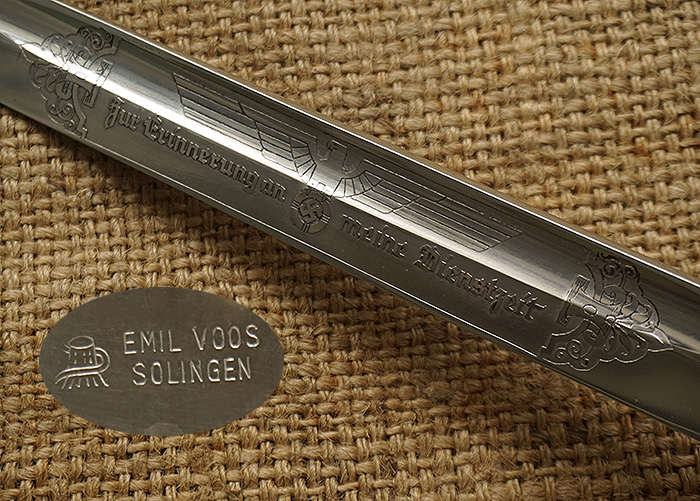 Zur Erinnerung an meine Dienstzeit
EMIL VOOS
SOLINGEN